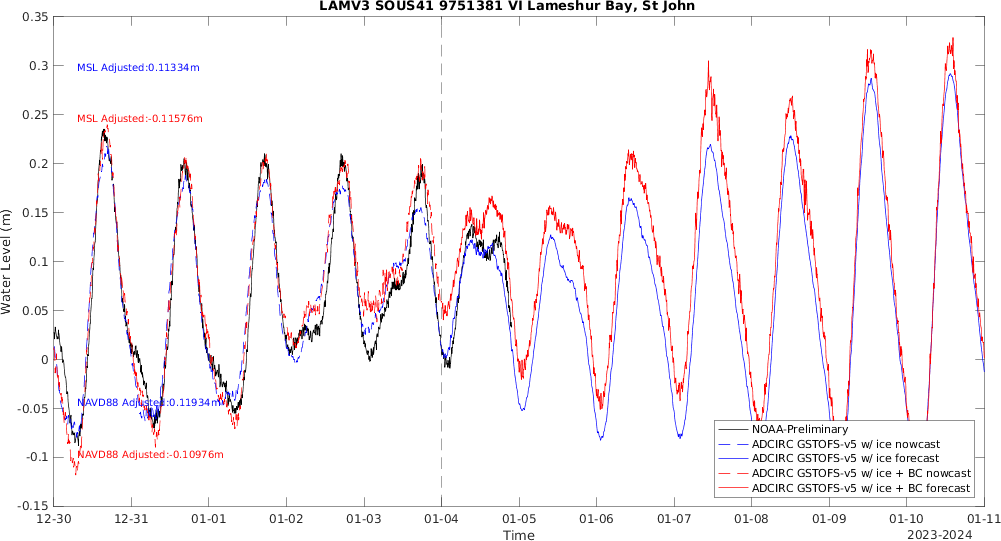 LAMV3 SOUS41 9751381 VI Lameshur Bay, St John
0.35
0.3
0.25
0.2
0.15
0.1
0.05
0
-0.05
-0.1
-0.15
Water Level (m)
MSL Adjusted:0.11334m
MSL Adjusted:-0.11576m
NAVD88 Adjusted:0.11934m
NAVD88 Adjusted:-0.10976m
NOAA-Preliminary
ADCIRC GSTOFS-v5 w/ ice nowcast
ADCIRC GSTOFS-v5 w/ ice forecast
ADCIRC GSTOFS-v5 w/ ice + BC nowcast
ADCIRC GSTOFS-v5 w/ ice + BC forecast
12-30 12-31 01-01 01-02 01-03 01-04 01-05 01-06 01-07 01-08 01-09 01-10 01-11
Time
2023-2024